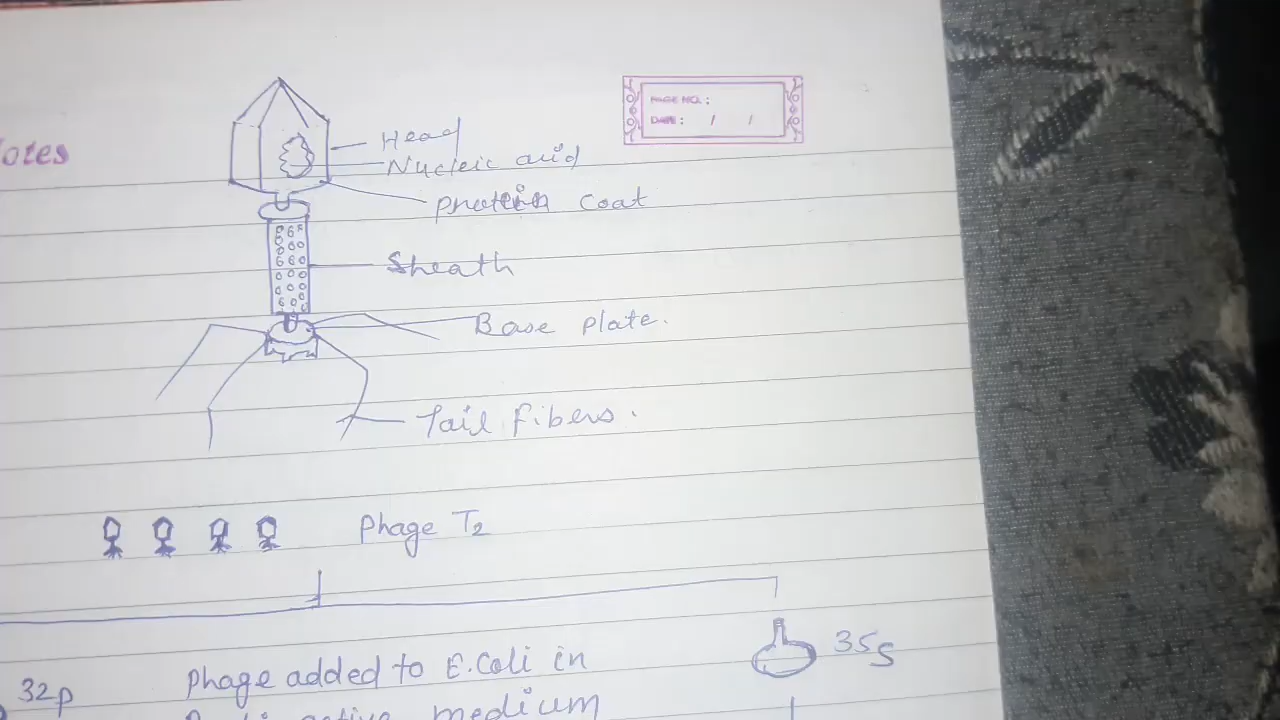 PAGE NO.:
DATE: / /
Notes
Head
Nucleic acid
protein coat
Sheath
Base plate.
Tail fibers.
Phage T2
35s
32p
Phage added to E.Coli in
medium